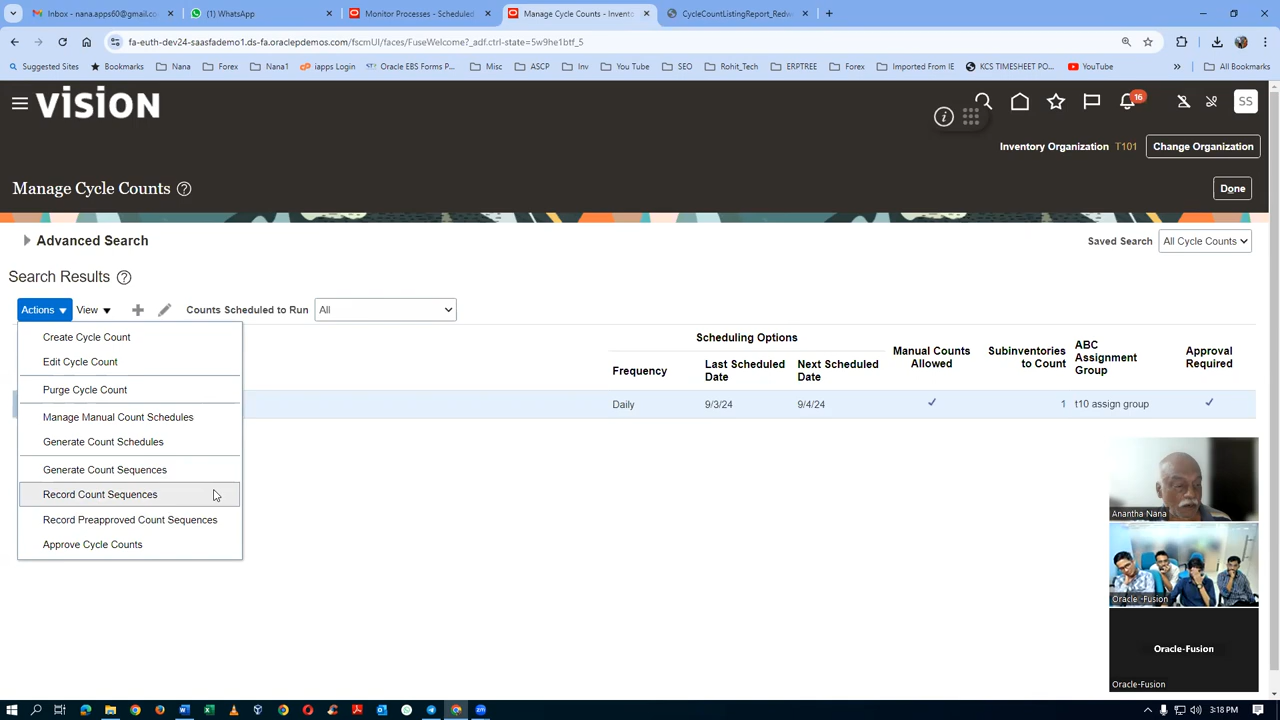 nana.apps60@gmail.co
(1) WhatsApp
Monitor Processes - Scheduled
Manage Cycle Counts - Invento
CycleCountListingReport_Redw
fa-euth-dev24-saasfademo1.ds-fa.oraclepdemos.com/fscmUI/faces/FuseWelcome?_adf.ctrl-state=5w9he1btf_5
Suggested Sites
Bookmarks
Nana
Forex
Nana1
iapps Login
Oracle EBS Forms P...
Misc
ASCP
Inv
You Tube
SEO
Rohit_Tech
ERPTREE
Forex
Imported From IE
KCS TIMESHEET PO...
YouTube
All Bookmarks
VISION
16
SS
Inventory Organization T101
Change Organization
Manage Cycle Counts
Done
Advanced Search
Saved Search All Cycle Counts
Search Results
Actions
View
Counts Scheduled to Run
All
Create Cycle Count
Edit Cycle Count
Purge Cycle Count
Manage Manual Count Schedules
Generate Count Schedules
Generate Count Sequences
Record Count Sequences
Record Preapproved Count Sequences
Approve Cycle Counts
Scheduling Options
Frequency
Last Scheduled Date
Next Scheduled Date
Manual Counts Allowed
Subinventories to Count
ABC Assignment Group
Approval Required
Daily
9/3/24
9/4/24
1
t10 assign group
Anantha Nana
Oracle -Fusion
Oracle-Fusion
Oracle-Fusion
3:18 PM